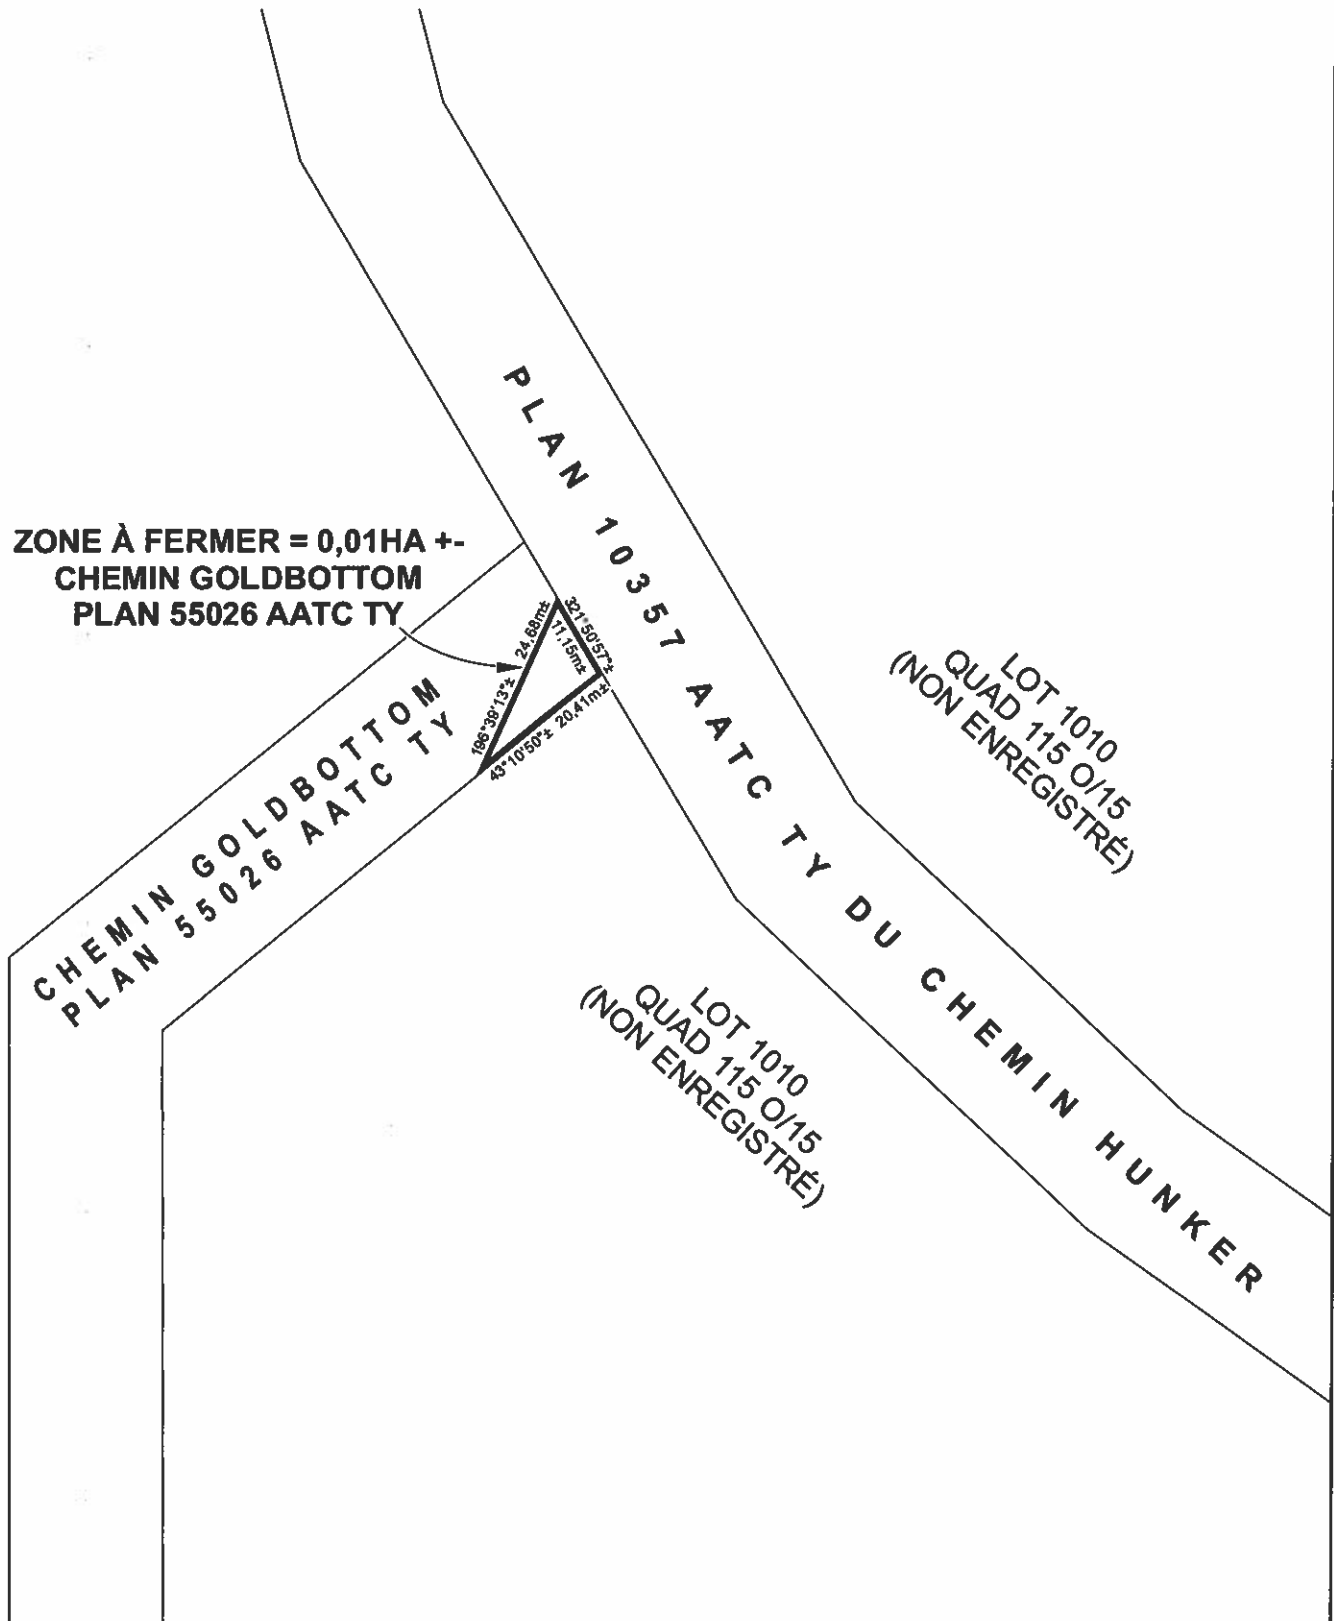 ZONE À FERMER = 0,01HA +-
CHEMIN GOLDBOTTOM
PLAN 55026 AATC TY
PLAN 10357 AATC TY DU CHEMIN HUNKER
321°50'57"±
11,15m±
196°39'13"± 24,68m±
43°10'50"± 20,41m±
CHEMIN GOLDBOTTOM
PLAN 55026 AATC TY
LOT 1010
QUAD 115 O/15
(NON ENREGISTRÉ)
LOT 1010
QUAD 115 O/15
(NON ENREGISTRÉ)